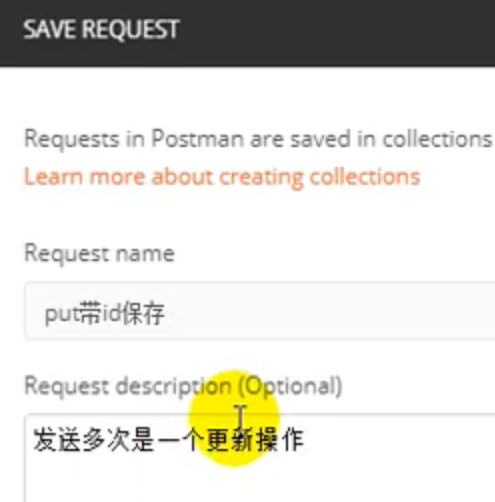 SAVE REQUEST
Requests in Postman are saved in collections
Learn more about creating collections
Request name
put带id保存
Request description (Optional)
发送多次是一个更新操作